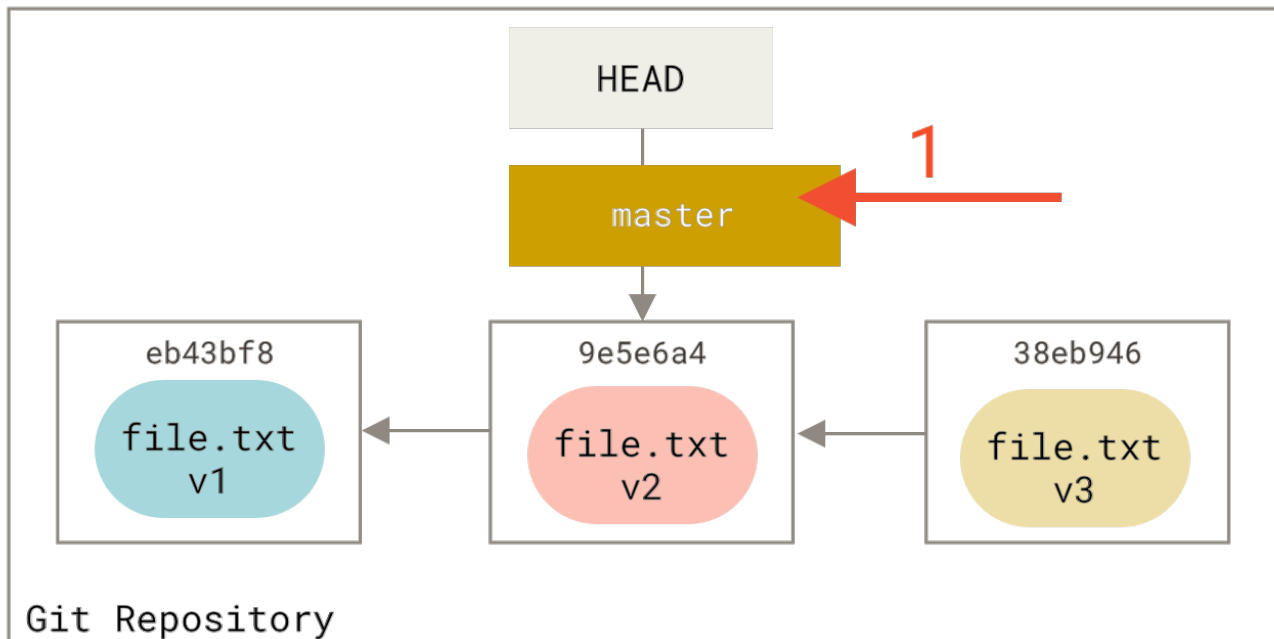 HEAD
1
master
eb43bf8
9e5e6a4
38eb946
file.txt
v1
file.txt
v2
file.txt
v3
Git Repository